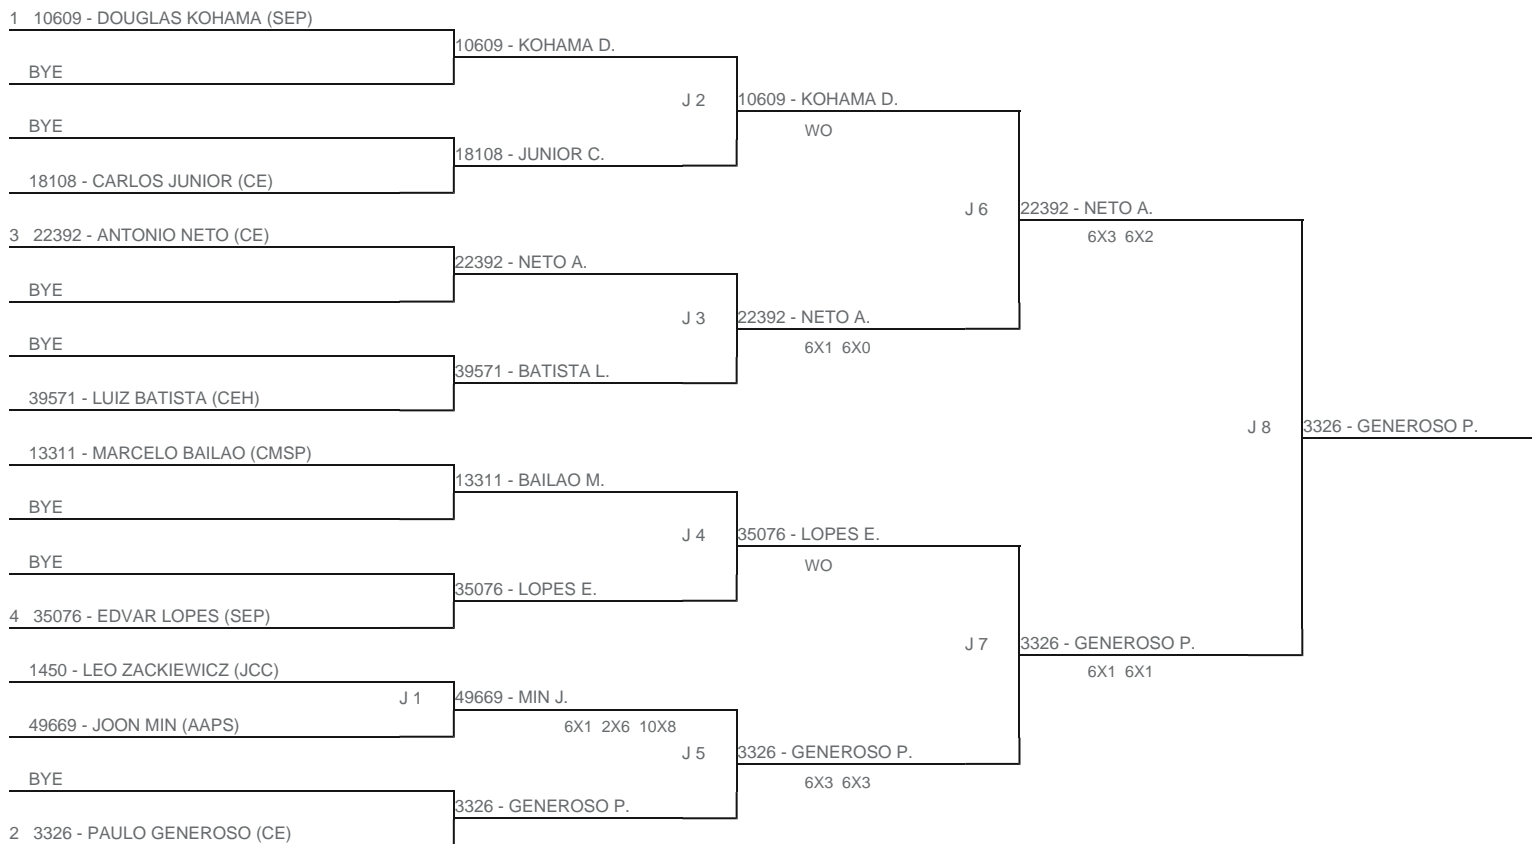 1 10609 - DOUGLAS KOHAMA (SEP)
10609 - KOHAMA D.
BYE
J 2
10609 - KOHAMA D.
BYE
WO
18108 - JUNIOR C.
18108 - CARLOS JUNIOR (CE)
J 6
22392 - NETO A.
3 22392 - ANTONIO NETO (CE)
6X3 6X2
22392 - NETO A.
BYE
J 3
22392 - NETO A.
BYE
6X1 6X0
39571 - BATISTA L.
39571 - LUIZ BATISTA (CEH)
J 8
3326 - GENEROSO P.
13311 - MARCELO BAILAO (CMSP)
13311 - BAILAO M.
BYE
J 4
35076 - LOPES E.
BYE
WO
35076 - LOPES E.
4 35076 - EDVAR LOPES (SEP)
J 7
3326 - GENEROSO P.
1450 - LEO ZACKIEWICZ (JCC)
6X1 6X1
J 1
49669 - MIN J.
49669 - JOON MIN (AAPS)
6X1 2X6 10X8
J 5
3326 - GENEROSO P.
BYE
6X3 6X3
3326 - GENEROSO P.
2 3326 - PAULO GENEROSO (CE)